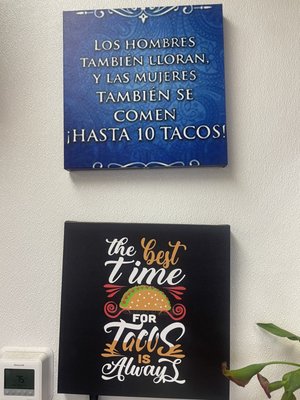 LOS HOMBRES
TAMBIÉN LLORAN,
Y LAS MUJERES
TAMBIÉN SE
COMEN
¡HASTA 10 TACOS!
the best
time
FOR
Tacos
IS
Always